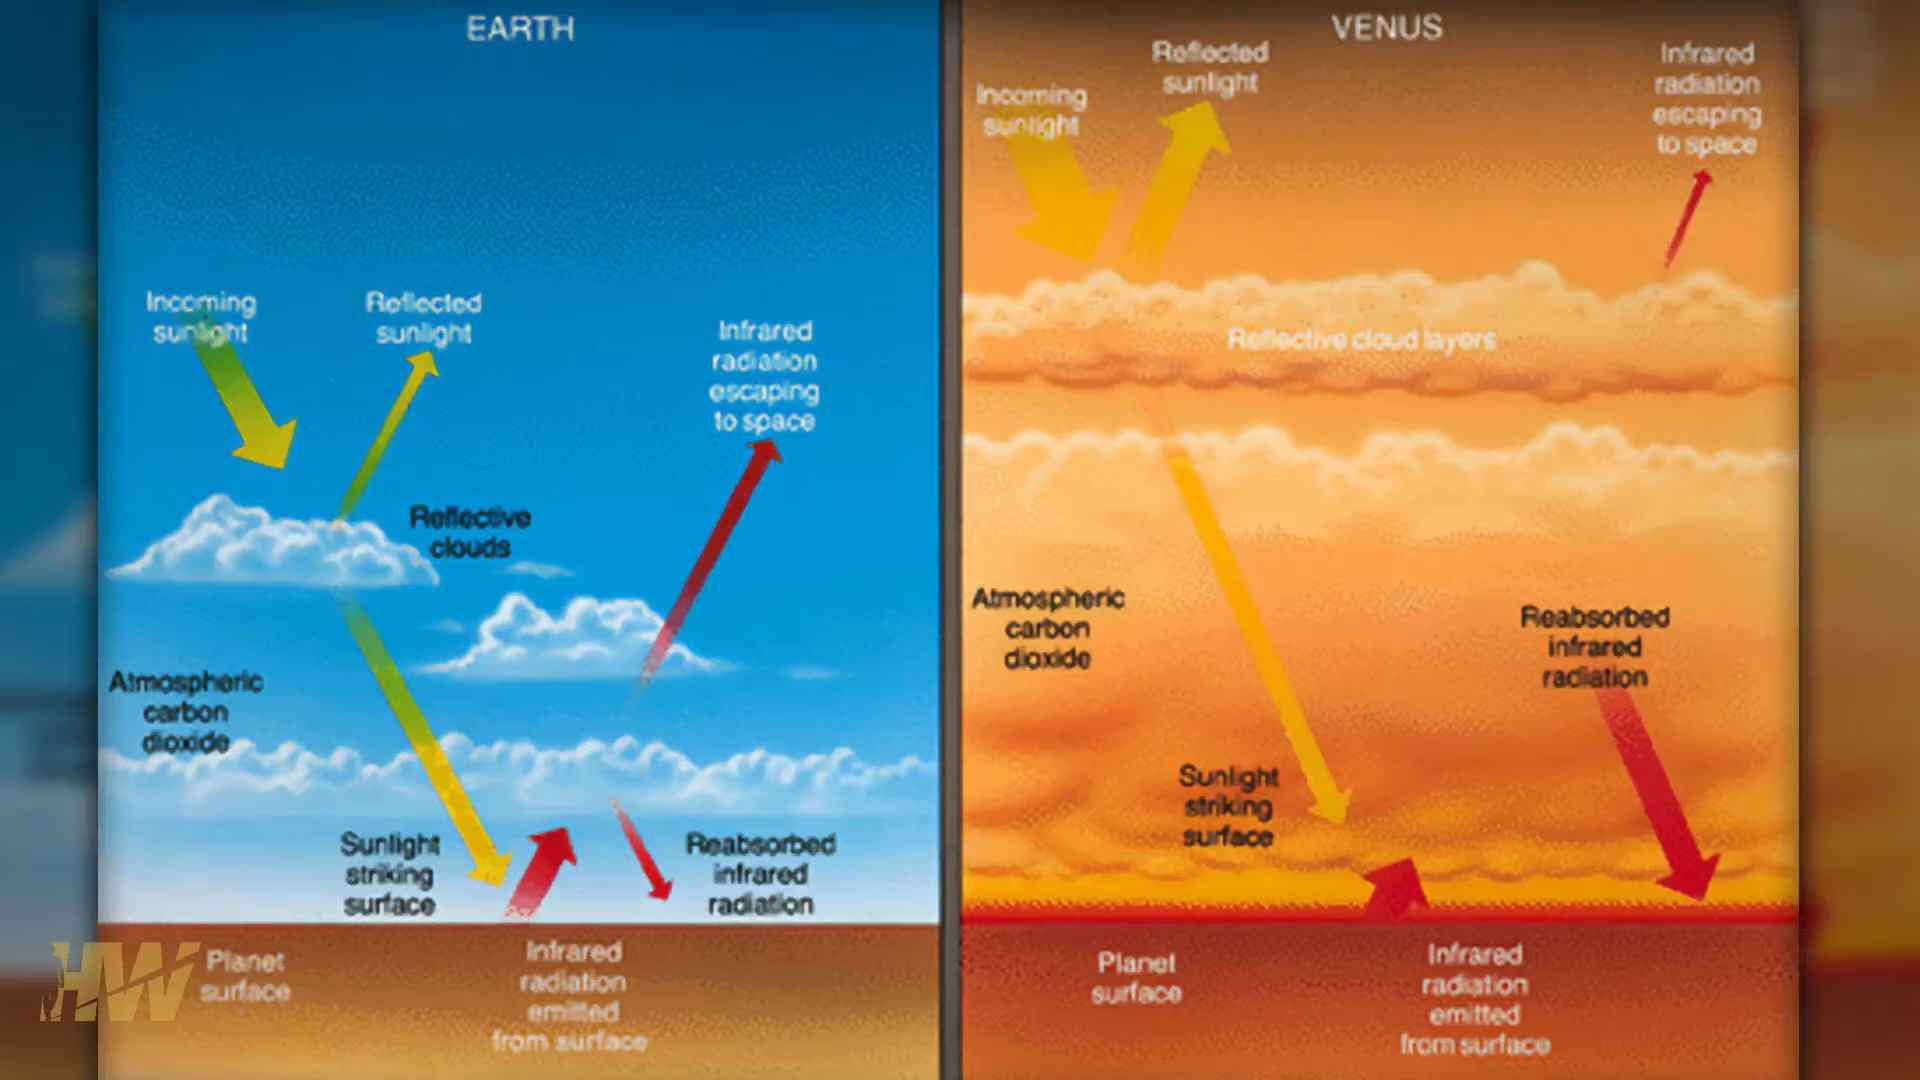 EARTH
Incoming
sunlight
Reflected
sunlight
Infrared
radiation
escaping
to space
Reflective
clouds
Atmospheric
carbon
dioxide
Sunlight
striking
surface
Reabsorbed
infrared
radiation
Planet
surface
Infrared
radiation
emitted
from surface
VENUS
Incoming
sunlight
Reflected
sunlight
Infrared
radiation
escaping
to space
Reflective cloud layers
Atmospheric
carbon
dioxide
Reabsorbed
infrared
radiation
Sunlight
striking
surface
Planet
surface
Infrared
radiation
emitted
from surface
HW